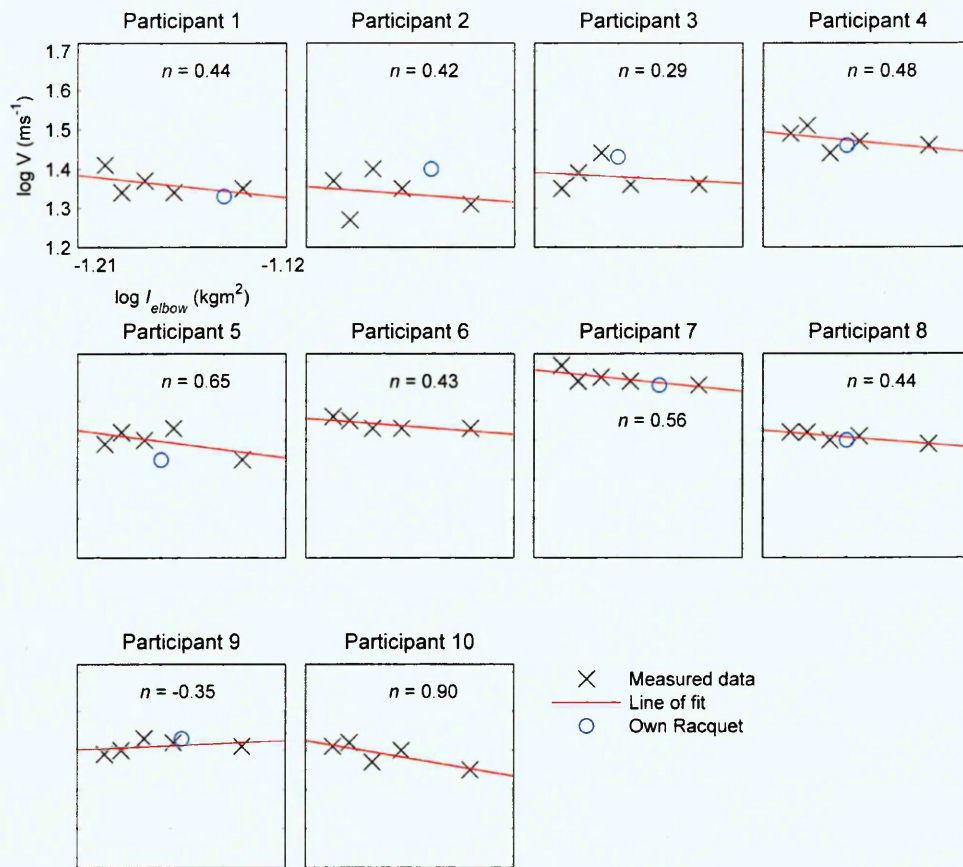 Participant 1 Participant 2 Participant 3 Participant 4
1.7
n = 0.44 n = 0.42 n = 0.29 n = 0.48
1.6
1.5
1.4
1.3
1.2
log V (ms⁻¹)
-1.21 -1.12
log I_elbow (kgm²)
Participant 5 Participant 6 Participant 7 Participant 8
n = 0.65 n = 0.43 n = 0.56 n = 0.44
Participant 9 Participant 10
n = -0.35 n = 0.90
Measured data
Line of fit
Own Racquet